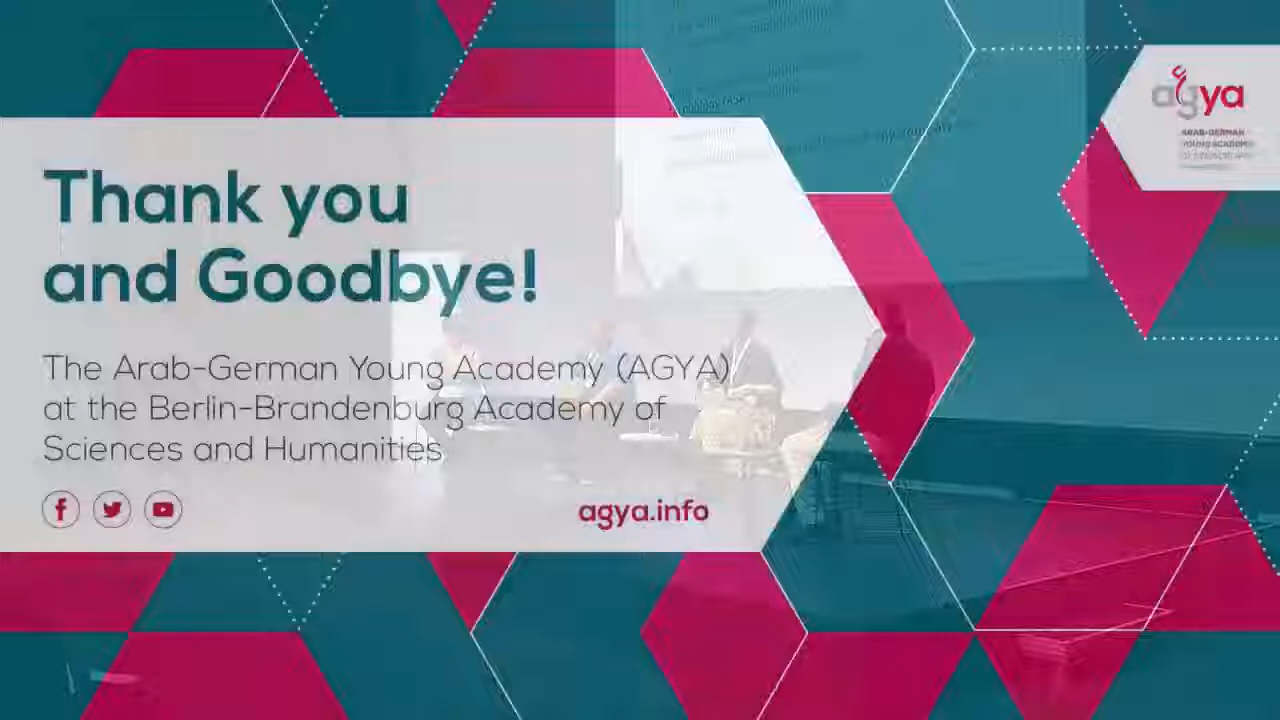 Thank you
and Goodbye!
The Arab-German Young Academy (AGYA)
at the Berlin-Brandenburg Academy of
Sciences and Humanities
agya.info
agya
ARAB-GERMAN
YOUNG ACADEMY